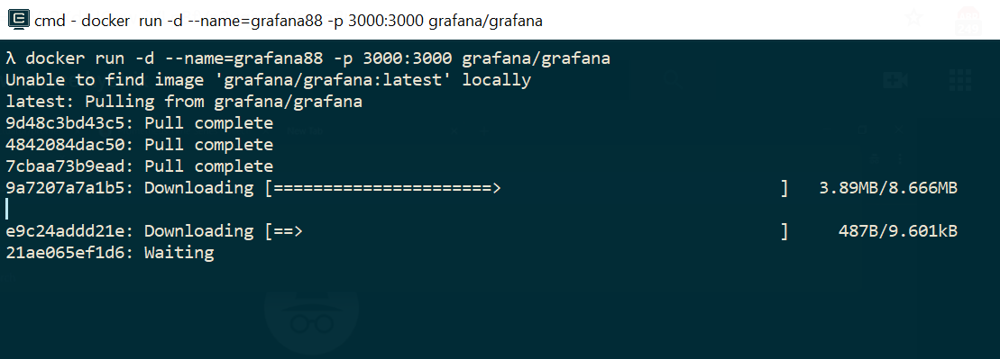 cmd - docker  run -d --name=grafana88 -p 3000:3000 grafana/grafana
λ docker run -d --name=grafana88 -p 3000:3000 grafana/grafana
Unable to find image 'grafana/grafana:latest' locally
latest: Pulling from grafana/grafana
9d48c3bd43c5: Pull complete
4842084dac50: Pull complete
7cbaa73b9ead: Pull complete
9a7207a7a1b5: Downloading [======================>                            ]   3.89MB/8.666MB
e9c24addd21e: Downloading [==>                                                ]     487B/9.601kB
21ae065ef1d6: Waiting